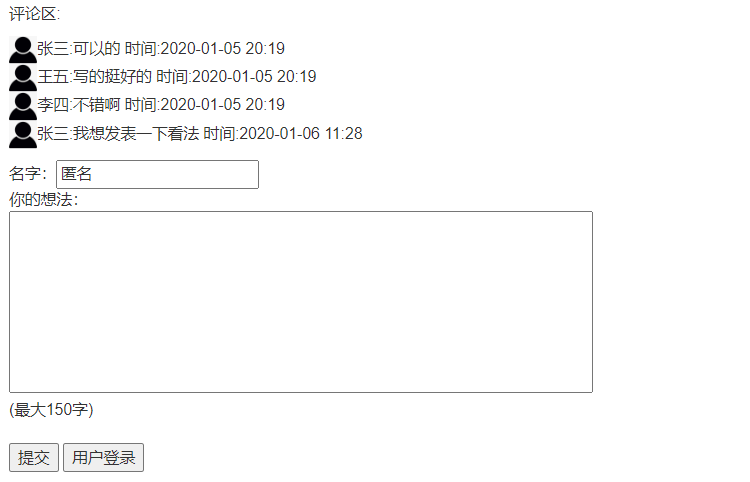 评论区:
张三:可以的 时间:2020-01-05 20:19
王五:写的挺好的 时间:2020-01-05 20:19
李四:不错啊 时间:2020-01-05 20:19
张三:我想发表一下看法 时间:2020-01-06 11:28
名字：匿名
你的想法：
(最大150字)
提交 用户登录